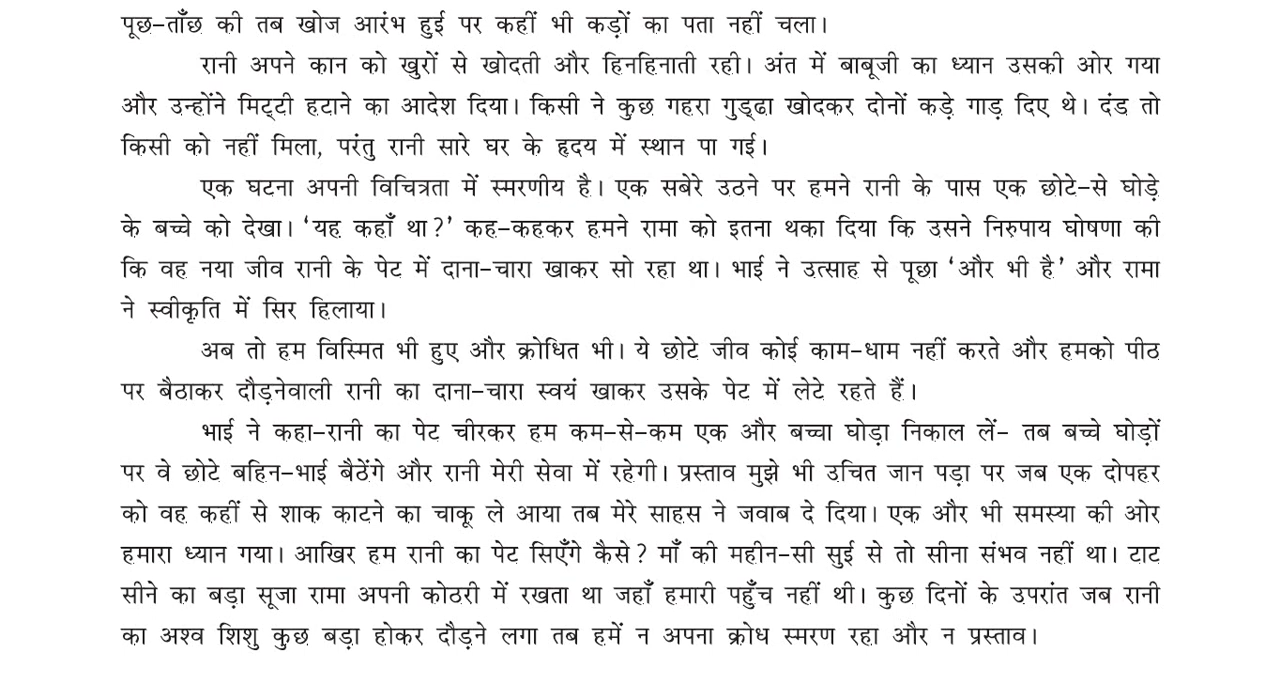 पूछ-ताँछ की तब खोज आरंभ हुई पर कहीं भी कड़ों का पता नहीं चला।
रानी अपने कान को खुरों से खोदती और हिनहिनाती रही। अंत में बाबूजी का ध्यान उसकी ओर गया
और उन्होंने मिट्टी हटाने का आदेश दिया। किसी ने कुछ गहरा गुड्ढा खोदकर दोनों कड़े गाड़ दिए थे। दंड तो
किसी को नहीं मिला, परंतु रानी सारे घर के हृदय में स्थान पा गई।
एक घटना अपनी विचित्रता में स्मरणीय है। एक सबेरे उठने पर हमने रानी के पास एक छोटे-से घोड़े
के बच्चे को देखा। ‘यह कहाँ था?’ कह-कहकर हमने रामा को इतना थका दिया कि उसने निरुपाय घोषणा की
कि वह नया जीव रानी के पेट में दाना-चारा खाकर सो रहा था। भाई ने उत्साह से पूछा ‘और भी है’ और रामा
ने स्वीकृति में सिर हिलाया।
अब तो हम विस्मित भी हुए और क्रोधित भी। ये छोटे जीव कोई काम-धाम नहीं करते और हमको पीठ
पर बैठाकर दौड़नेवाली रानी का दाना-चारा स्वयं खाकर उसके पेट में लेटे रहते हैं।
भाई ने कहा-रानी का पेट चीरकर हम कम-से-कम एक और बच्चा घोड़ा निकाल लें- तब बच्चे घोड़ों
पर वे छोटे बहिन-भाई बैठेंगे और रानी मेरी सेवा में रहेगी। प्रस्ताव मुझे भी उचित जान पड़ा पर जब एक दोपहर
को वह कहीं से शाक काटने का चाकू ले आया तब मेरे साहस ने जवाब दे दिया। एक और भी समस्या की ओर
हमारा ध्यान गया। आखिर हम रानी का पेट सिएँगे कैसे? माँ की महीन-सी सुई से तो सीना संभव नहीं था। टाट
सीने का बड़ा सूजा रामा अपनी कोठरी में रखता था जहाँ हमारी पहुँच नहीं थी। कुछ दिनों के उपरांत जब रानी
का अश्व शिशु कुछ बड़ा होकर दौड़ने लगा तब हमें न अपना क्रोध स्मरण रहा और न प्रस्ताव।